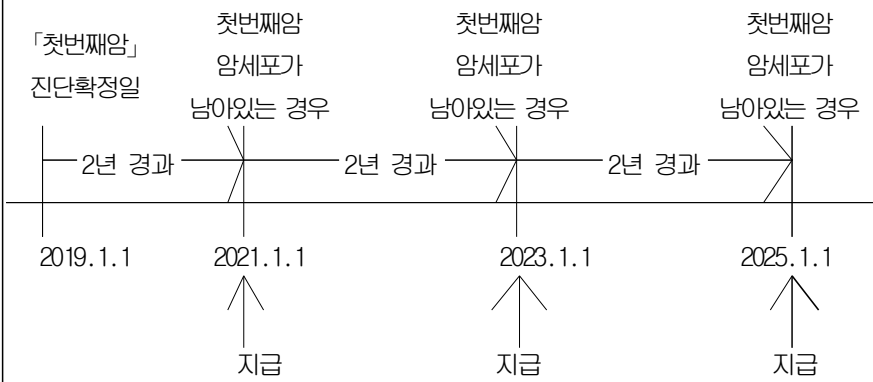 「첫번째암」
진단확정일
첫번째암
암세포가
남아있는 경우
첫번째암
암세포가
남아있는 경우
첫번째암
암세포가
남아있는 경우
2년 경과
2년 경과
2년 경과
2019.1.1
2021.1.1
2023.1.1
2025.1.1
지급
지급
지급